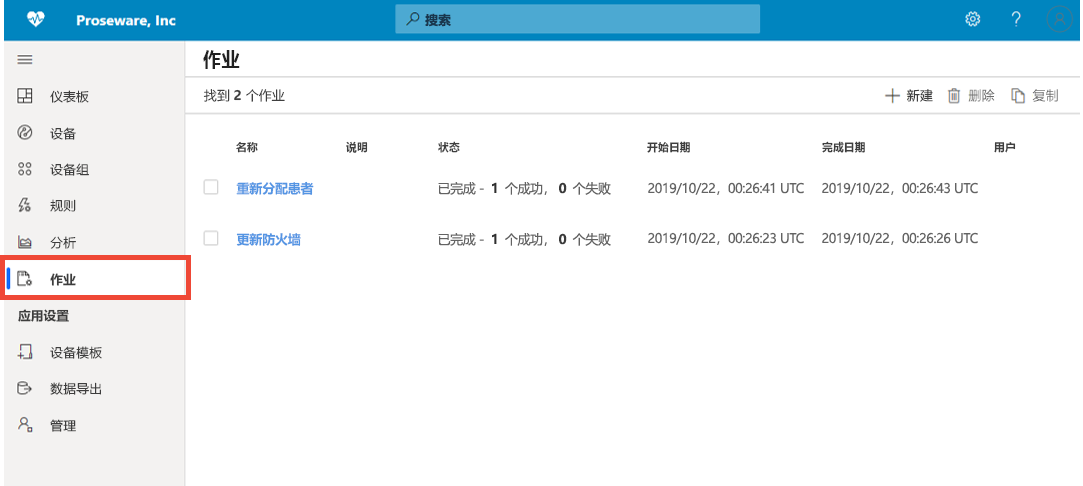 Proseware, Inc
搜索
?
作业
找到 2 个作业
新建
删除
复制
仪表板
设备
设备组
规则
分析
作业
应用设置
设备模板
数据导出
管理
名称 说明 状态 开始日期 完成日期 用户
重新分配患者 已完成 - 1 个成功，0 个失败 2019/10/22，00:26:41 UTC 2019/10/22，00:26:43 UTC
更新防火墙 已完成 - 1 个成功，0 个失败 2019/10/22，00:26:23 UTC 2019/10/22，00:26:26 UTC